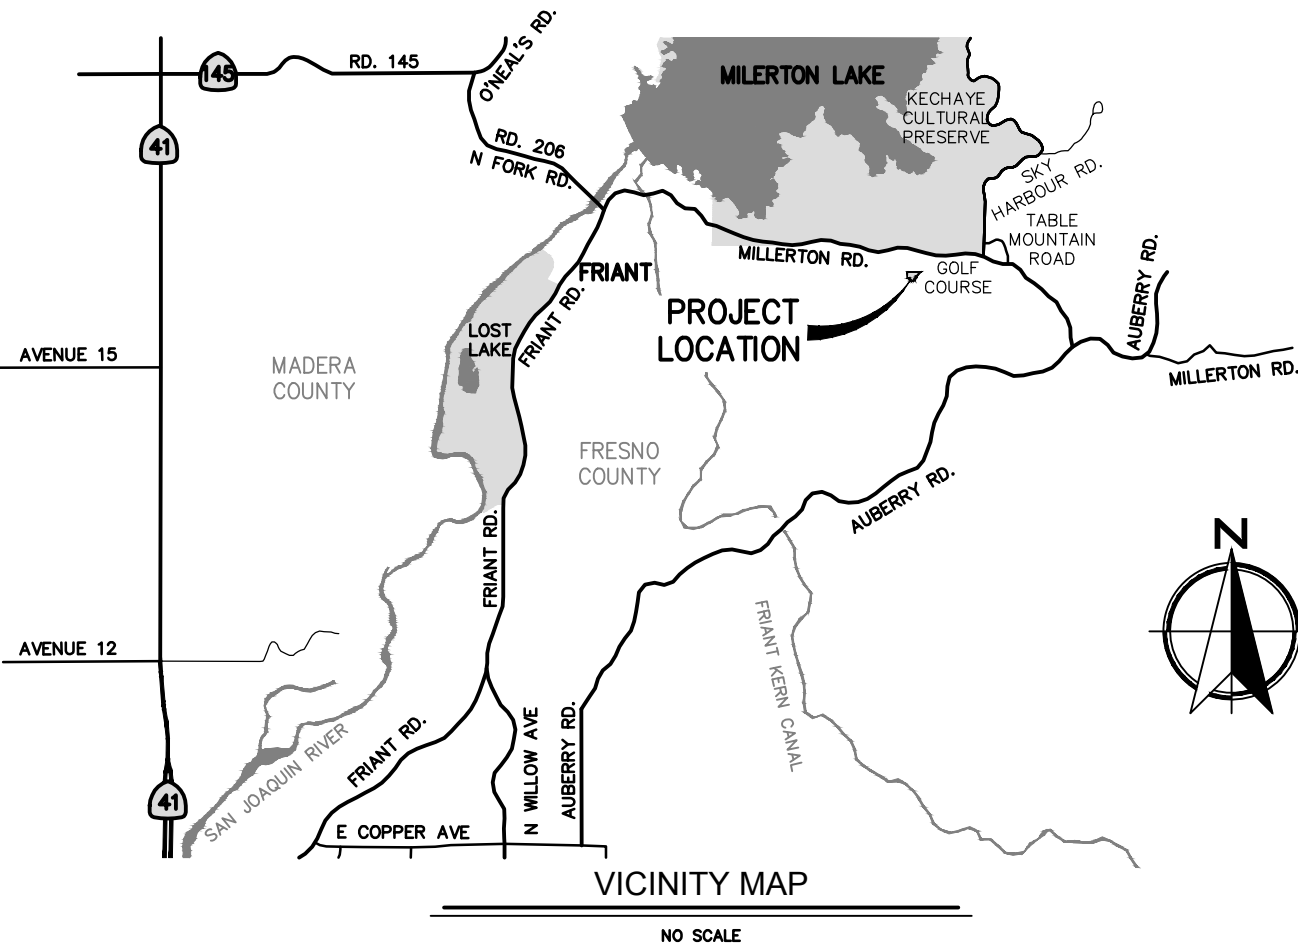 O'NEAL'S RD.
RD. 145
145
MILERTON LAKE
KECHAYE
CULTURAL
PRESERVE
41
RD. 206
N FORK RD.
SKY
HARBOUR RD.
TABLE
MOUNTAIN
ROAD
MILLERTON RD.
AUBERRY RD.
FRIANT
GOLF
COURSE
PROJECT
LOCATION
FRIANT RD.
LOST
LAKE
AVENUE 15
MADERA
COUNTY
MILLERTON RD.
FRESNO
COUNTY
AUBERRY RD.
FRIANT RD.
N
FRIANT KERN CANAL
AVENUE 12
SAN JOAQUIN RIVER
FRIANT RD.
N WILLOW AVE
AUBERRY RD.
41
E COPPER AVE
VICINITY MAP
NO SCALE